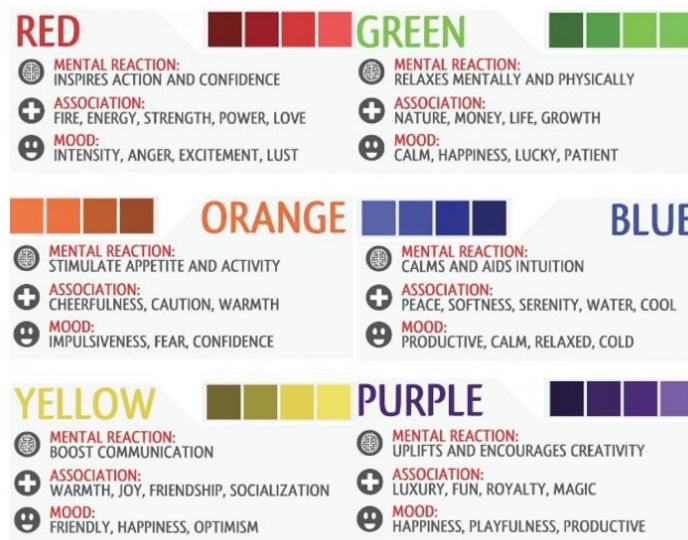 RED
MENTAL REACTION:
INSPIRES ACTION AND CONFIDENCE
ASSOCIATION:
FIRE, ENERGY, STRENGTH, POWER, LOVE
MOOD:
INTENSITY, ANGER, EXCITEMENT, LUST
GREEN
MENTAL REACTION:
RELAXES MENTALLY AND PHYSICALLY
ASSOCIATION:
NATURE, MONEY, LIFE, GROWTH
MOOD:
CALM, HAPPINESS, LUCKY, PATIENT
ORANGE
MENTAL REACTION:
STIMULATE APPETITE AND ACTIVITY
ASSOCIATION:
CHEERFULNESS, CAUTION, WARMTH
MOOD:
IMPULSIVENESS, FEAR, CONFIDENCE
BLUE
MENTAL REACTION:
CALMS AND AIDS INTUITION
ASSOCIATION:
PEACE, SOFTNESS, SERENITY, WATER, COOL
MOOD:
PRODUCTIVE, CALM, RELAXED, COLD
YELLOW
MENTAL REACTION:
BOOST COMMUNICATION
ASSOCIATION:
WARMTH, JOY, FRIENDSHIP, SOCIALIZATION
MOOD:
FRIENDLY, HAPPINESS, OPTIMISM
PURPLE
MENTAL REACTION:
UPLIFTS AND ENCOURAGES CREATIVITY
ASSOCIATION:
LUXURY, FUN, ROYALTY, MAGIC
MOOD:
HAPPINESS, PLAYFULNESS, PRODUCTIVE